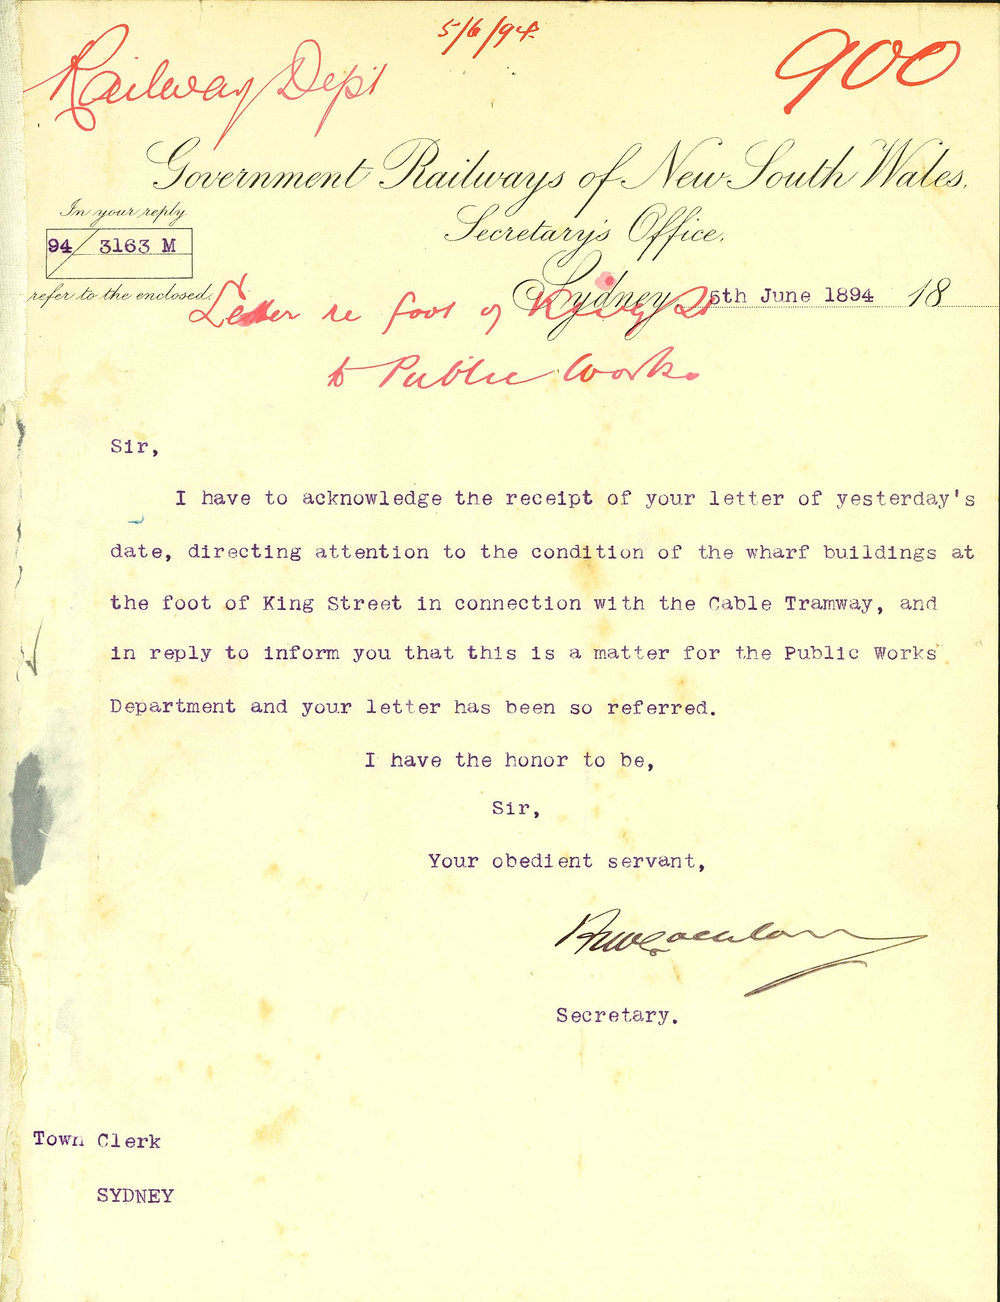 5/6/94.
Railway Dept
900
Government Railways of New South Wales.
Secretary's Office.
In your reply
94 / 3163 M
refer to the enclosed.
Sydney 5th June 1894 18
Letter re foot of King St
to Public Works
Sir,
I have to acknowledge the receipt of your letter of yesterday's
date, directing attention to the condition of the wharf buildings at
the foot of King Street in connection with the Cable Tramway, and
in reply to inform you that this is a matter for the Public Works
Department and your letter has been so referred.
I have the honor to be,
Sir,
Your obedient servant,
Secretary.
Town Clerk
SYDNEY